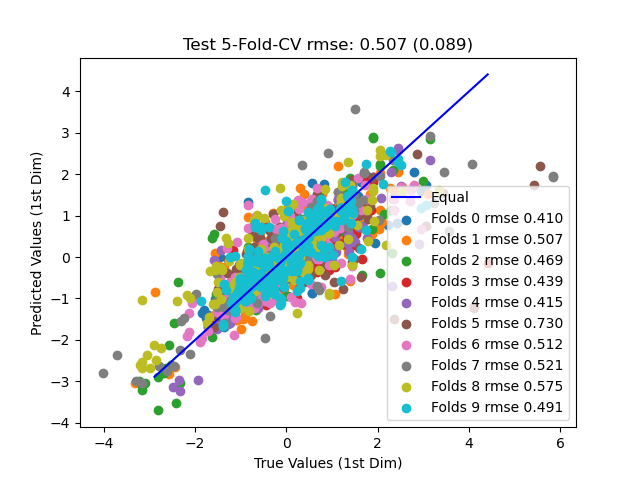 Test 5-Fold-CV rmse: 0.507 (0.089)
Predicted Values (1st Dim)
4
3
2
1
0
−1
−2
−3
−4
Equal
Folds 0 rmse 0.410
Folds 1 rmse 0.507
Folds 2 rmse 0.469
Folds 3 rmse 0.439
Folds 4 rmse 0.415
Folds 5 rmse 0.730
Folds 6 rmse 0.512
Folds 7 rmse 0.521
Folds 8 rmse 0.575
Folds 9 rmse 0.491
−4 −2 0 2 4 6
True Values (1st Dim)